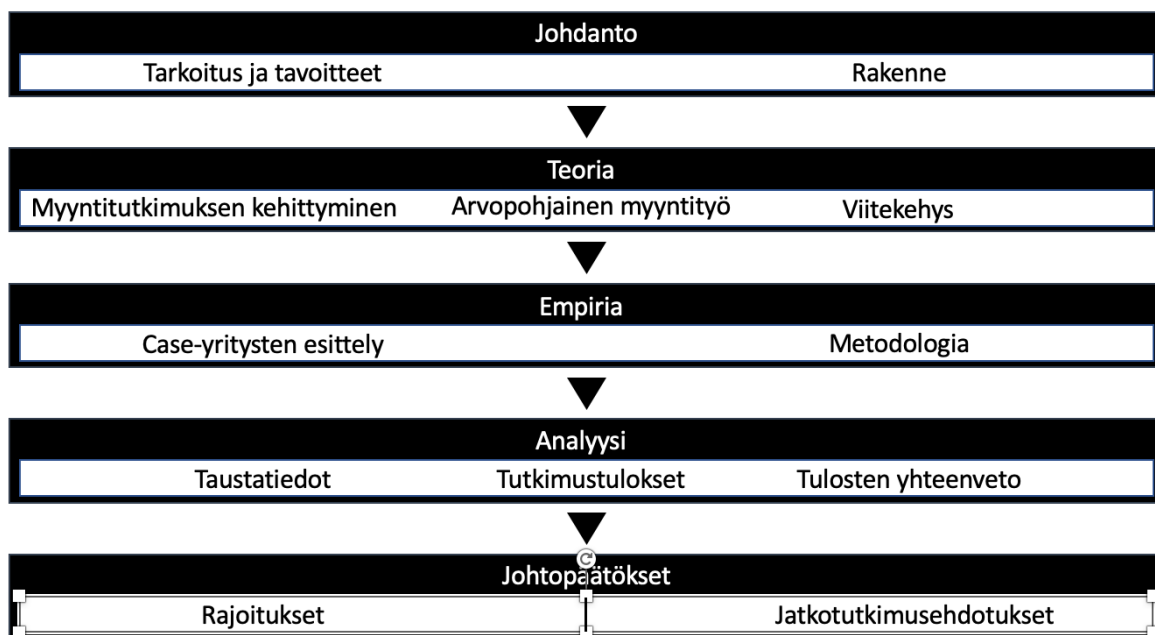 Johdanto
Tarkoitus ja tavoitteet Rakenne
Teoria
Myyntitutkimuksen kehittyminen Arvopohjainen myyntityö Viitekehys
Empiria
Case-yritysten esittely Metodologia
Analyysi
Taustatiedot Tutkimustulokset Tulosten yhteenveto
Johtopäätökset
Rajoitukset Jatkotutkimusehdotukset